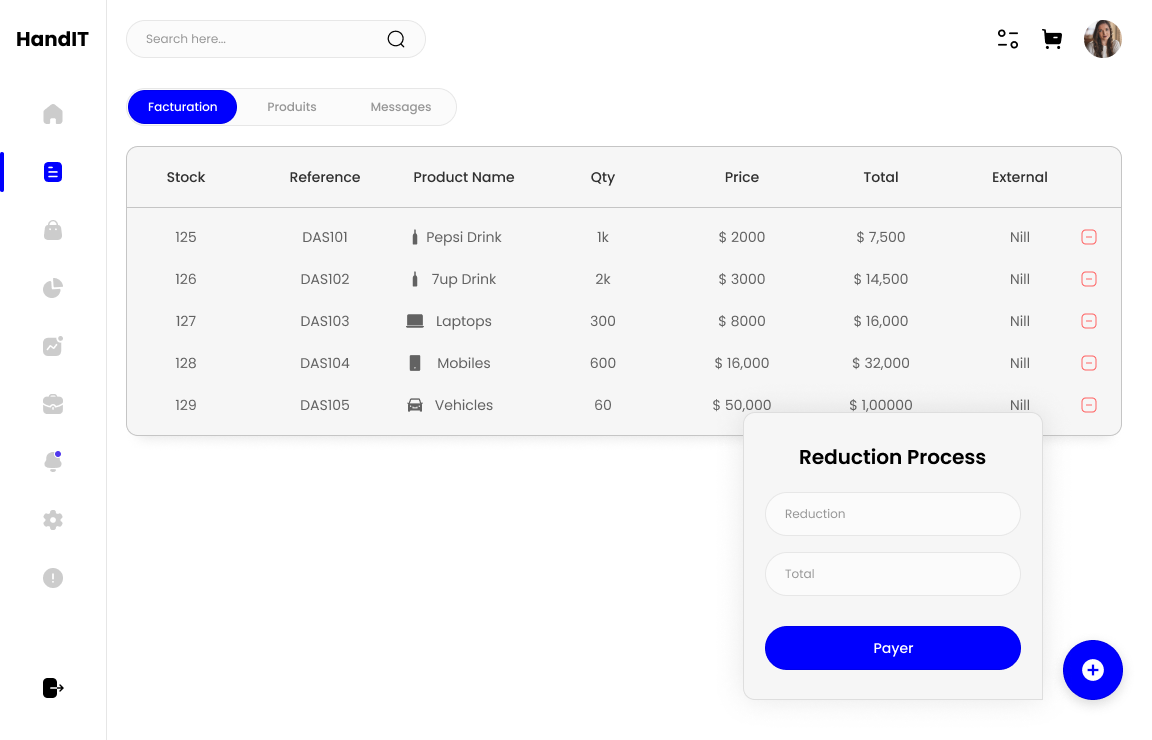 HandIT
Search here...
Facturation Produits Messages
Stock Reference Product Name Qty Price Total External
125 DAS101 Pepsi Drink 1k $ 2000 $ 7,500 Nill
126 DAS102 7up Drink 2k $ 3000 $ 14,500 Nill
127 DAS103 Laptops 300 $ 8000 $ 16,000 Nill
128 DAS104 Mobiles 600 $ 16,000 $ 32,000 Nill
129 DAS105 Vehicles 60 $ 50,000 $ 1,00000 Nill
Reduction Process
Reduction
Total
Payer